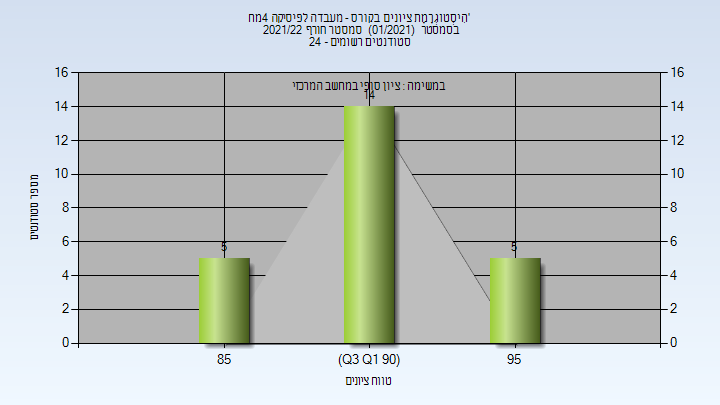 היסטוגרמת ציונים בקורס - מעבדה לפיסיקה 4מח'
בסמסטר (01/2021) סמסטר חורף 2021/22
סטודנטים רשומים - 24
במשימה : ציון סופי במחשב המרכזי
16 16
14 14 14
12 12
10 10
8 8
6 6
5 5
4 4
2 2
0 0
85 (Q3 Q1 90) 95
מספר סטודנטים
טווח ציונים